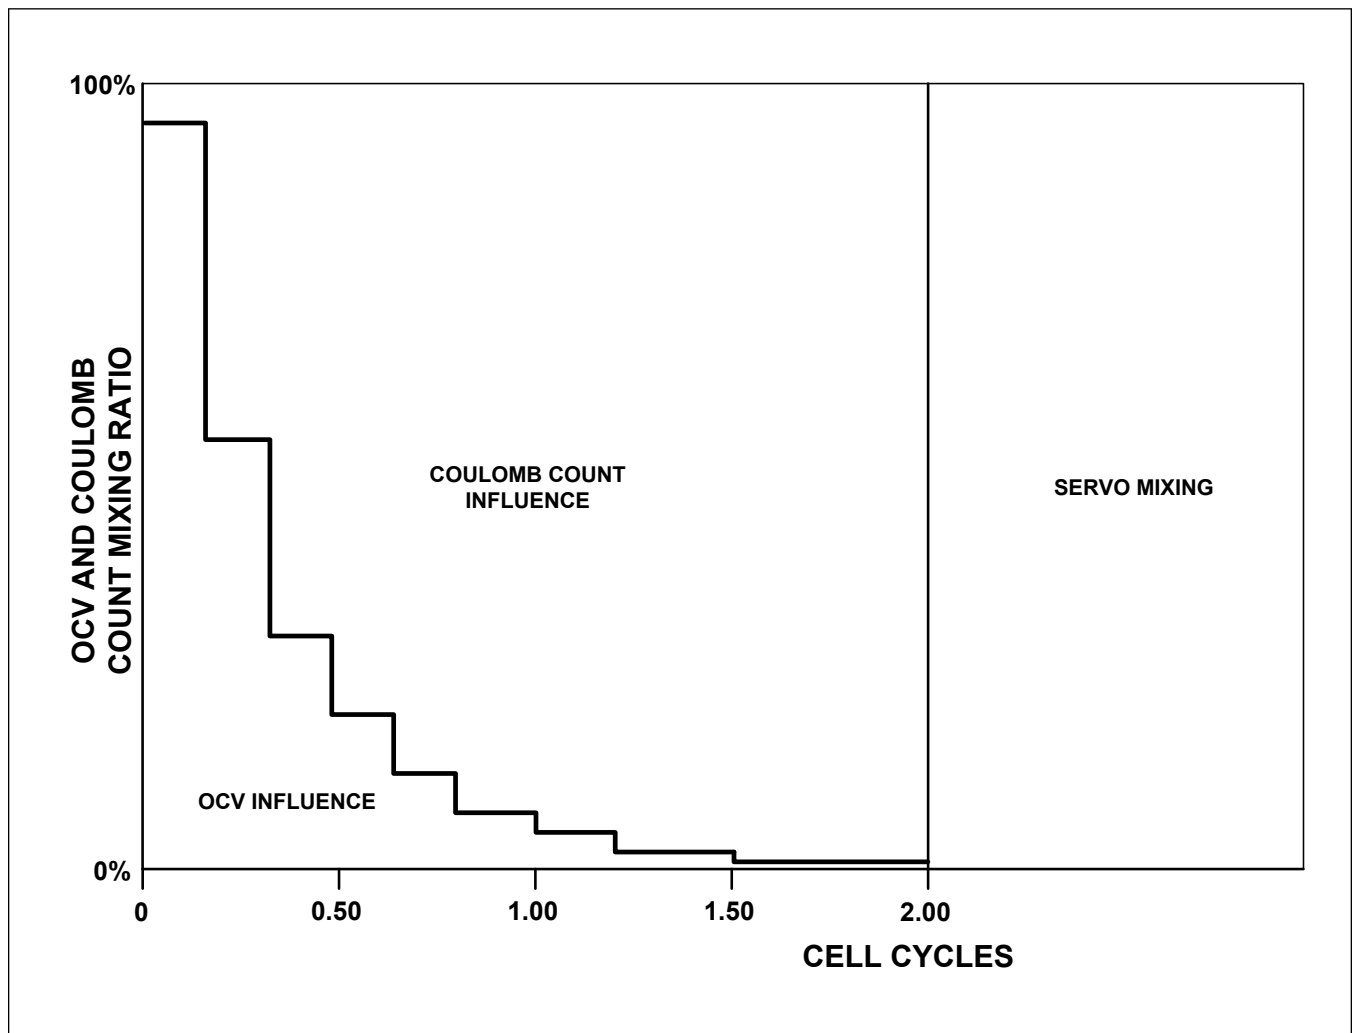 100%
OCV AND COULOMB
COUNT MIXING RATIO
COULOMB COUNT
INFLUENCE
SERVO MIXING
OCV INFLUENCE
0%
0
0.50
1.00
1.50
2.00
CELL CYCLES